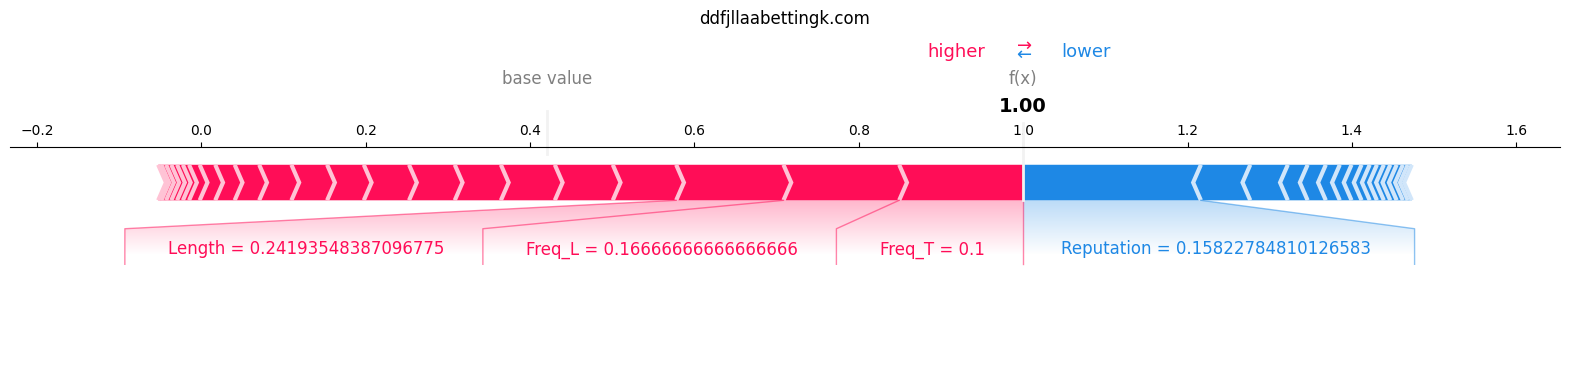 ddfjllaabettingk.com
higher ⇄ lower
base value f(x)
1.00
−0.2 0.0 0.2 0.4 0.6 0.8 1.0 1.2 1.4 1.6
Length = 0.24193548387096775 Freq_L = 0.16666666666666666 Freq_T = 0.1 Reputation = 0.15822784810126583